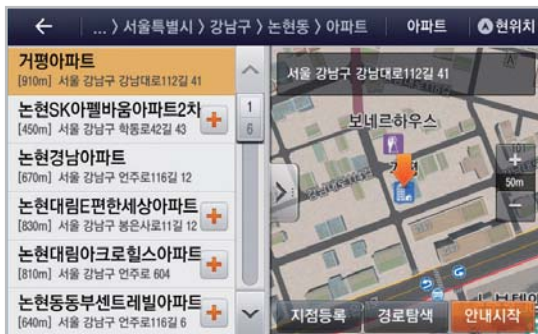 ... 〉서울특별시 〉강남구 〉논현동 〉아파트
아파트
현위치
거평아파트
[910m] 서울 강남구 강남대로112길 41
논현SK아펠바움아파트2차
[450m] 서울 강남구 학동로42길 43
논현경남아파트
[670m] 서울 강남구 언주로116길 12
논현대림E편한세상아파트
[830m] 서울 강남구 봉은사로11길 12
논현대림아크로힐스아파트
[810m] 서울 강남구 언주로 604
논현동동부센트레빌아파트
[640m] 서울 강남구 언주로116길 6
1
6
서울 강남구 강남대로112길 41
보네르하우스
101
50m
지점등록
경로탐색
안내시작